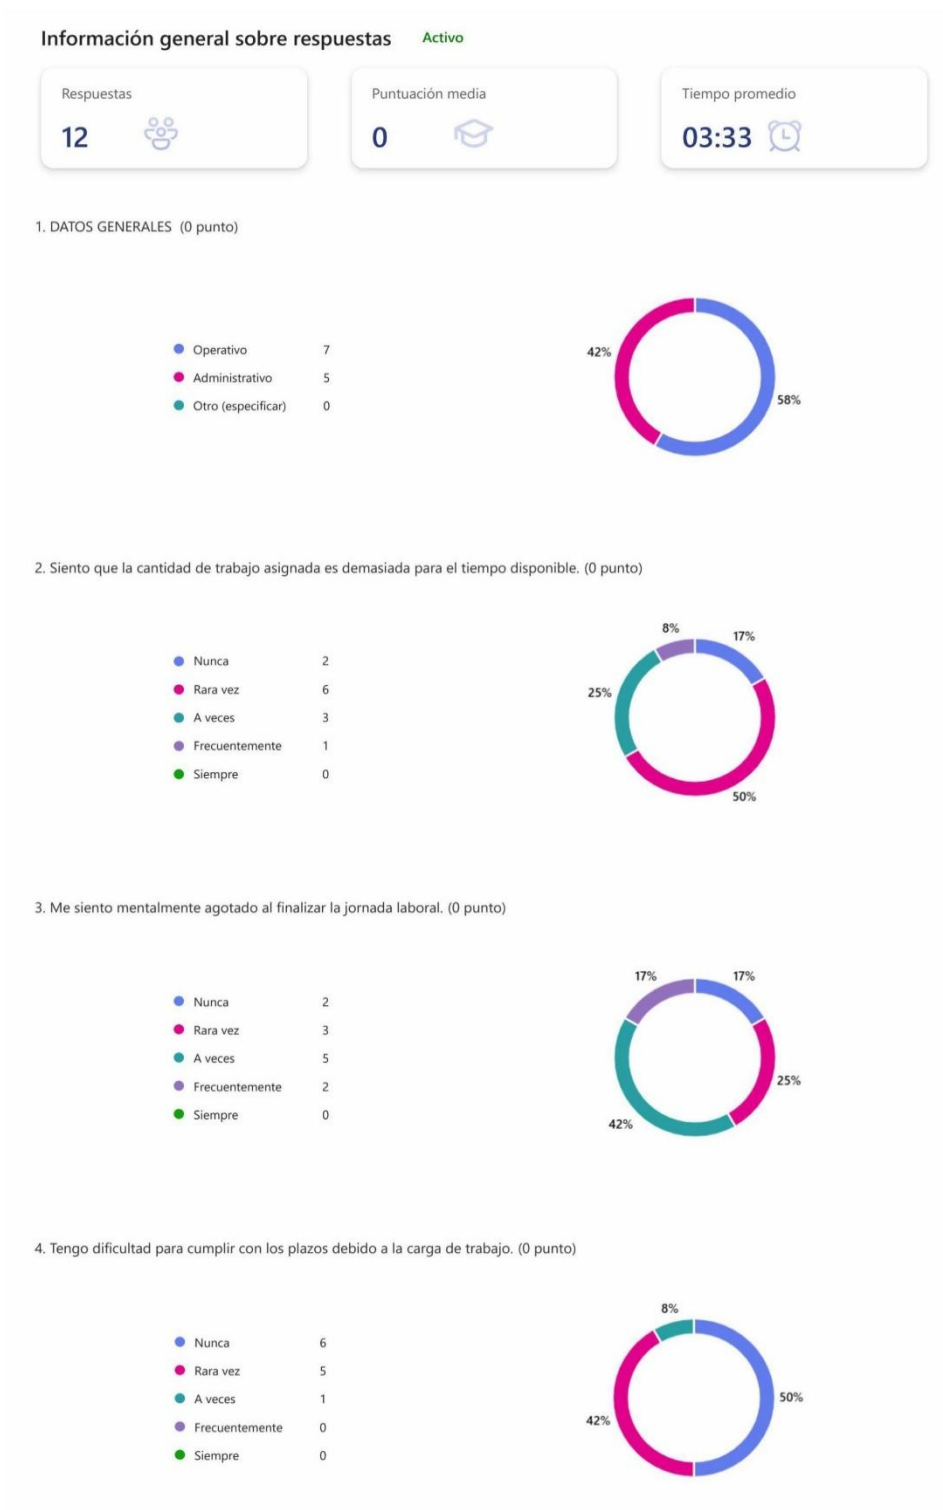 Información general sobre respuestas Activo
Respuestas Puntuación media Tiempo promedio
12 0 03:33
1. DATOS GENERALES (0 punto)
Operativo 7
Administrativo 5
Otro (especificar) 0
42%
58%
2. Siento que la cantidad de trabajo asignada es demasiada para el tiempo disponible. (0 punto)
Nunca 2
Rara vez 6
A veces 3
Frecuentemente 1
Siempre 0
8%
17%
25%
50%
3. Me siento mentalmente agotado al finalizar la jornada laboral. (0 punto)
Nunca 2
Rara vez 3
A veces 5
Frecuentemente 2
Siempre 0
17%
17%
25%
42%
4. Tengo dificultad para cumplir con los plazos debido a la carga de trabajo. (0 punto)
Nunca 6
Rara vez 5
A veces 1
Frecuentemente 0
Siempre 0
8%
50%
42%